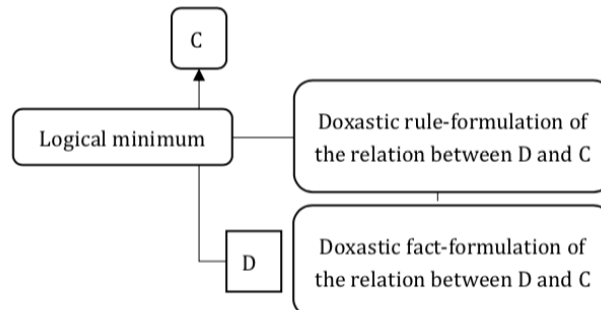 C
Logical minimum
Doxastic rule-formulation of
the relation between D and C
D
Doxastic fact-formulation of
the relation between D and C